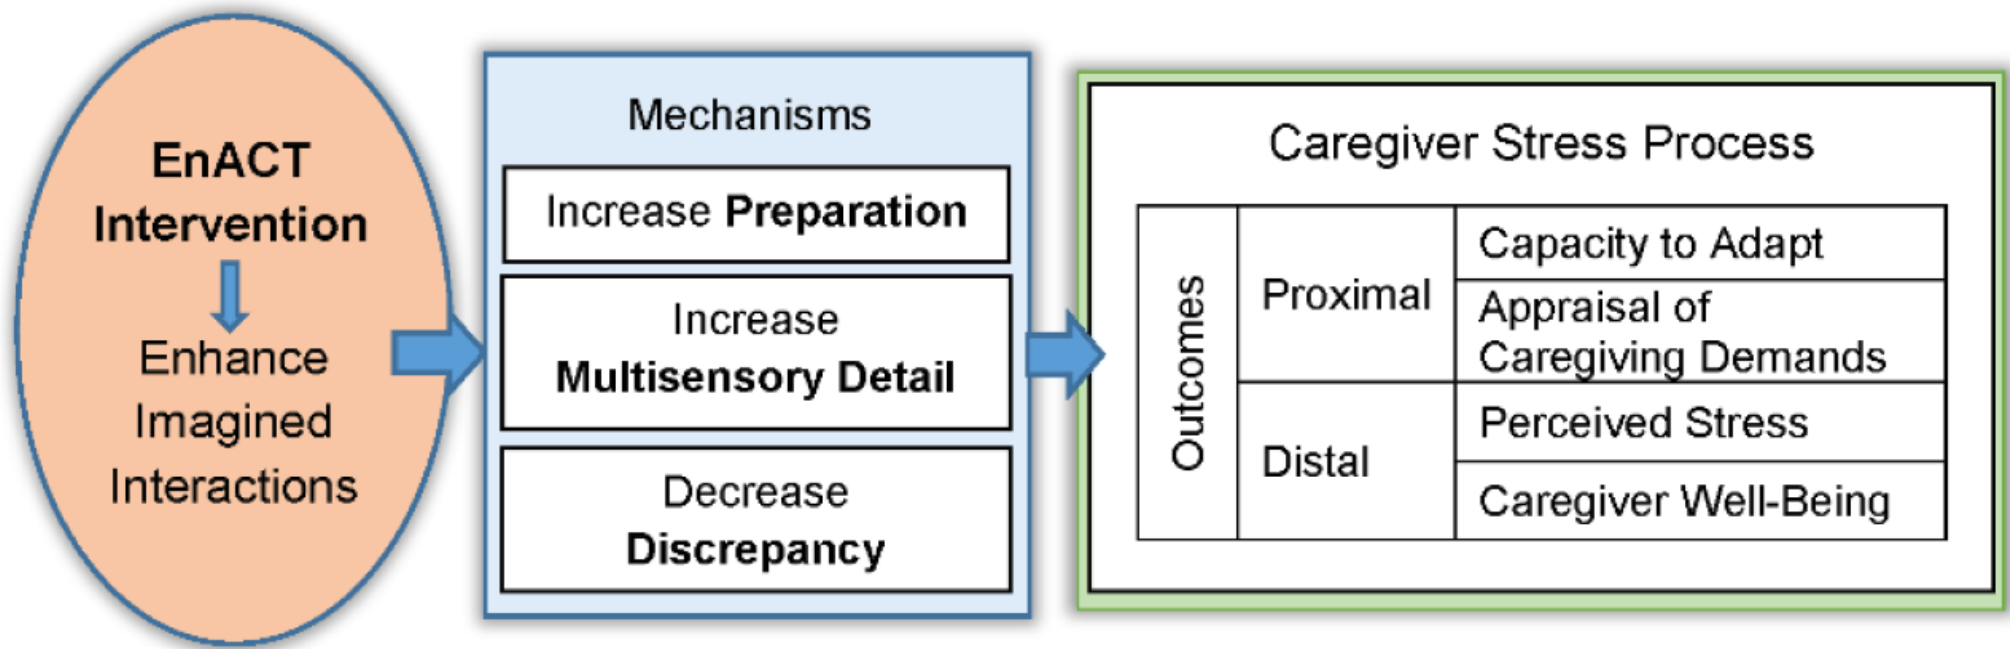 EnACT
Intervention
Enhance
Imagined
Interactions
Mechanisms
Increase Preparation
Increase
Multisensory Detail
Decrease
Discrepancy
Caregiver Stress Process
Outcomes
Proximal
Capacity to Adapt
Appraisal of
Caregiving Demands
Distal
Perceived Stress
Caregiver Well-Being